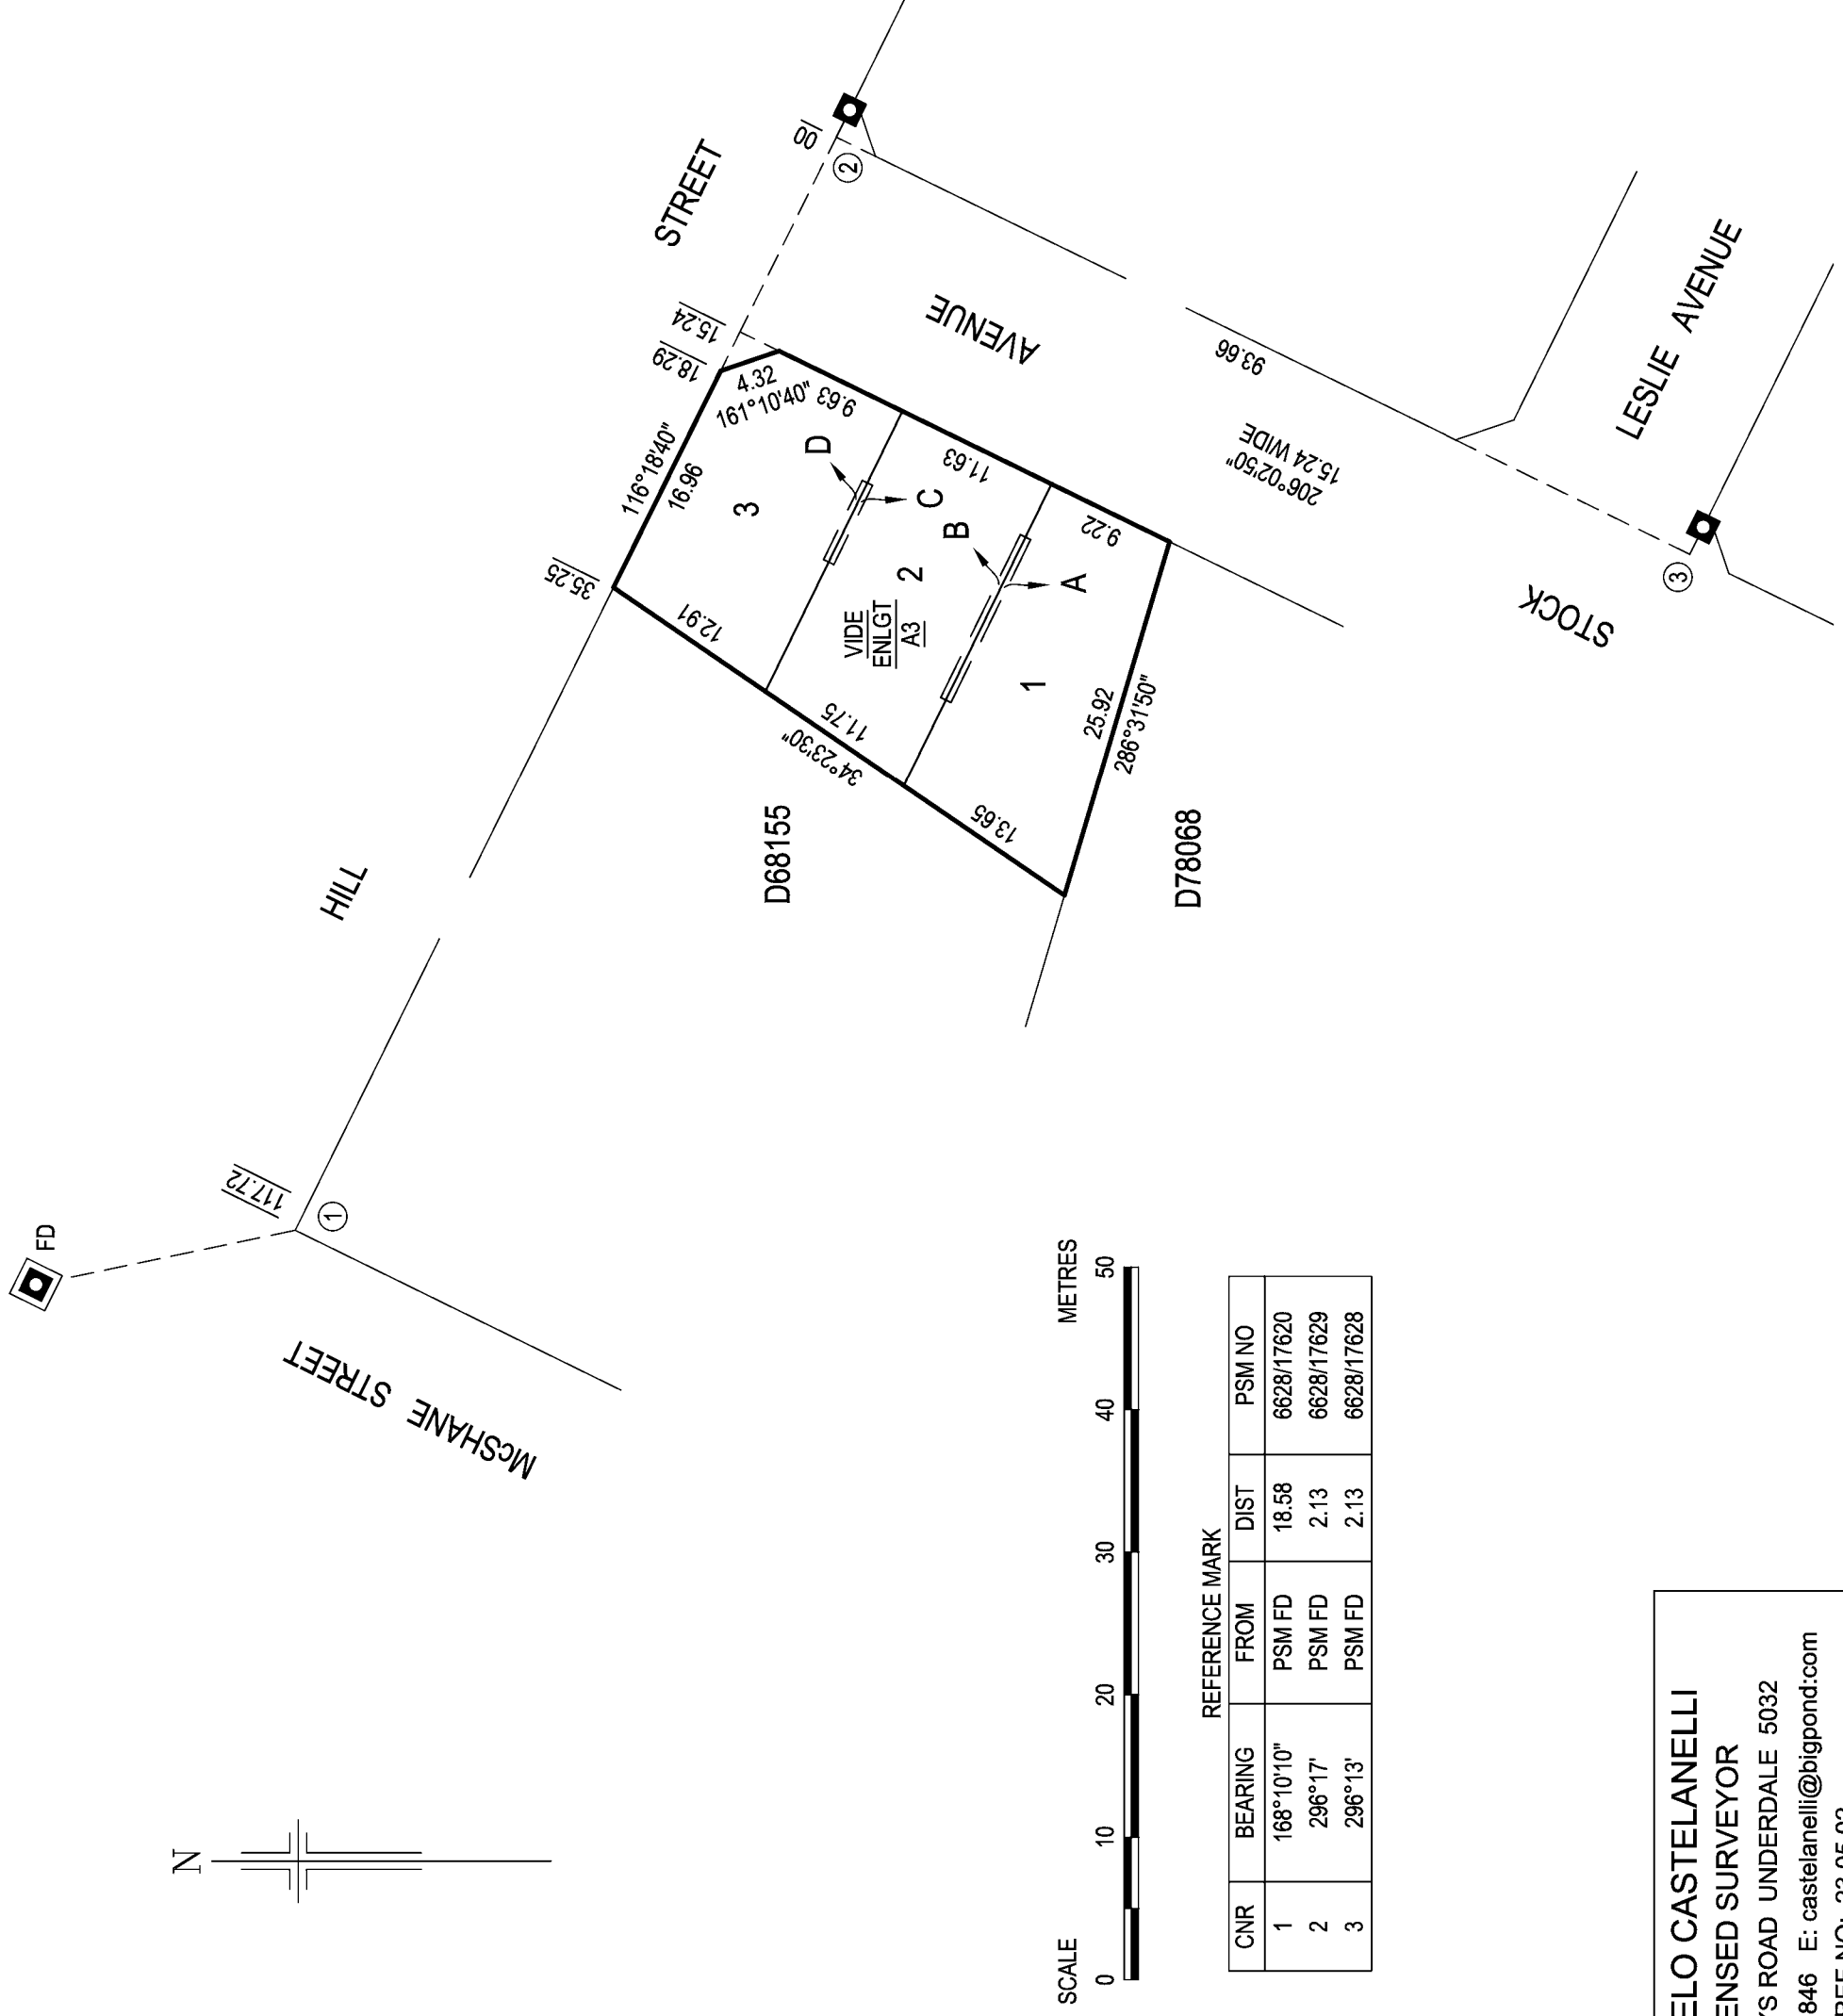 FD
117.72
1
McSHANE STREET
HILL
STREET
35.25
18.29
15.24
00
2
116°18'40"
16.96
4.32
161°10'40"
9.63
12.91
3
D
C
11.63
AVENUE
B
2
VIDE
ENLGT
A3
A
11.75
34°23'30"
9.22
1
13.65
25.92
286°31'50"
D68155
D78068
93.66
206°02'50"
15.24 WIDE
LESLIE AVENUE
STOCK
3
N
SCALE
METRES
0 10 20 30 40 50
REFERENCE MARK
CNR BEARING FROM DIST PSM NO
1 168°10'10" PSM FD 18.58 6628/17620
2 296°17' PSM FD 2.13 6628/17629
3 296°13' PSM FD 2.13 6628/17628
ELO CASTELANELLI
ENSED SURVEYOR
YS ROAD UNDERDALE 5032
846 E: castelanelli@bigpond:com